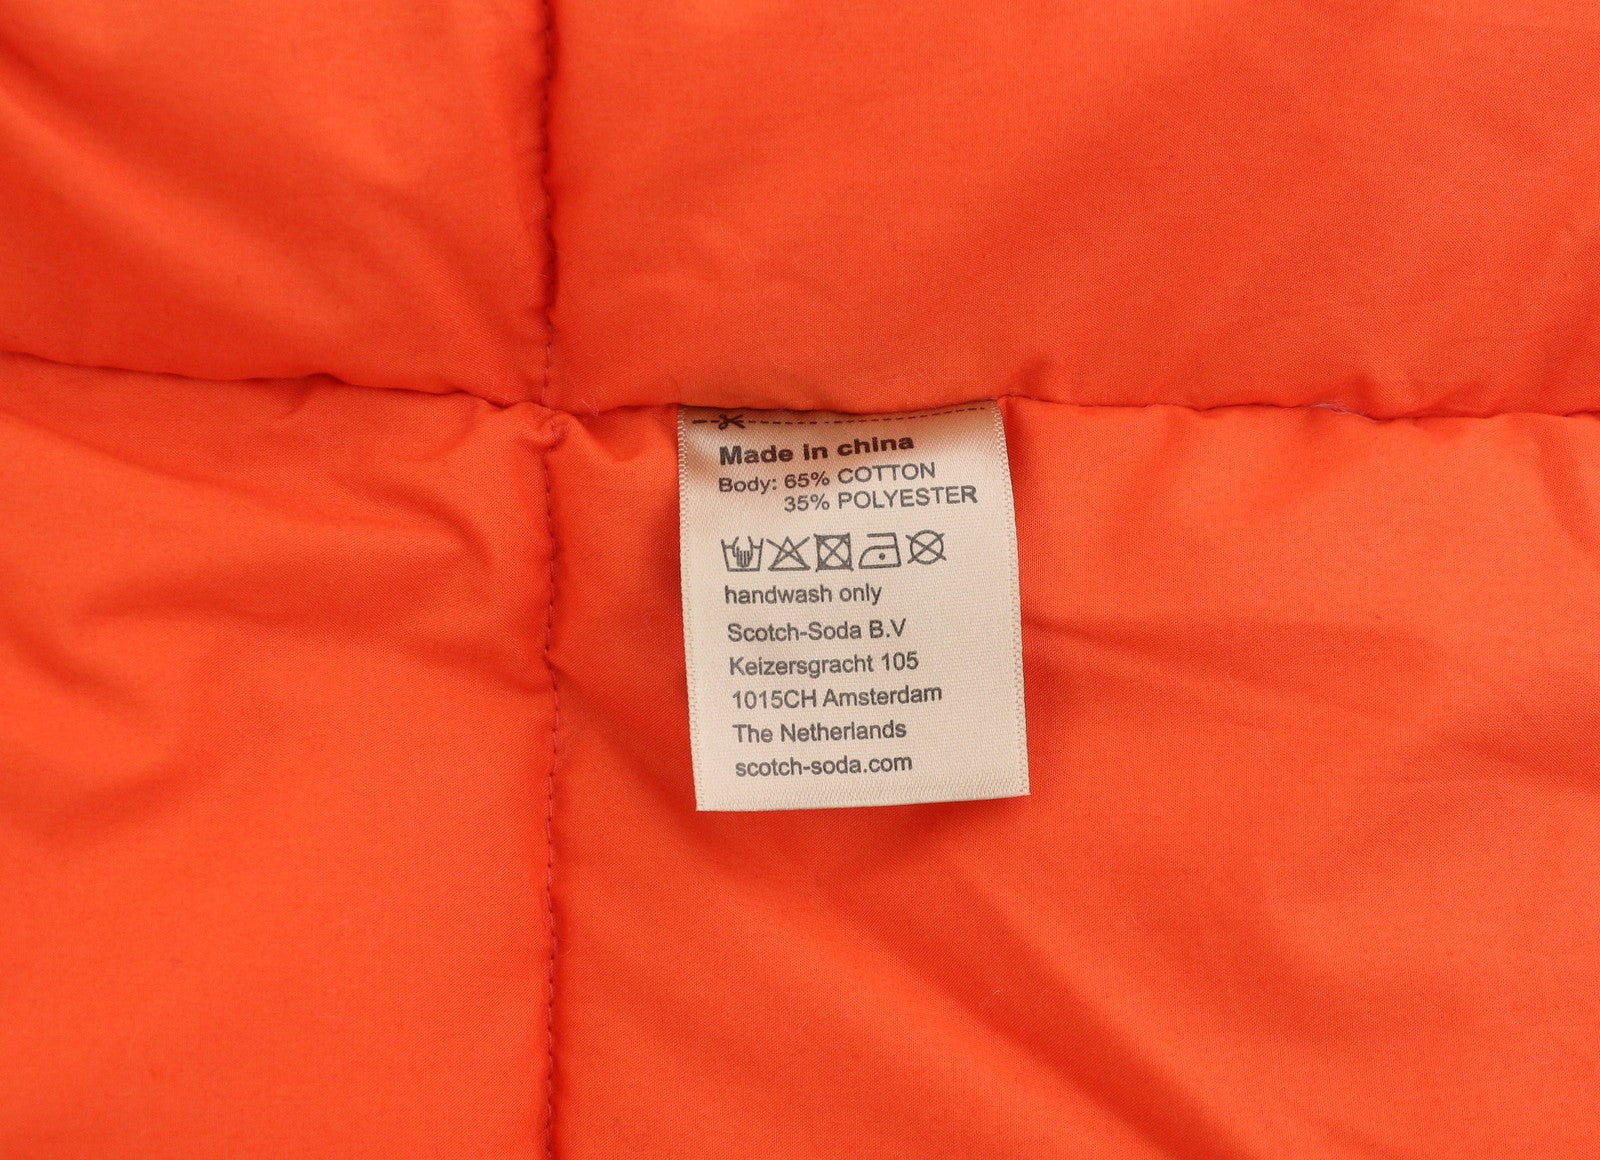 Made in china
Body: 65% COTTON
35% POLYESTER
handwash only
Scotch-Soda B.V
Keizersgracht 105
1015CH Amsterdam
The Netherlands
scotch-soda.com